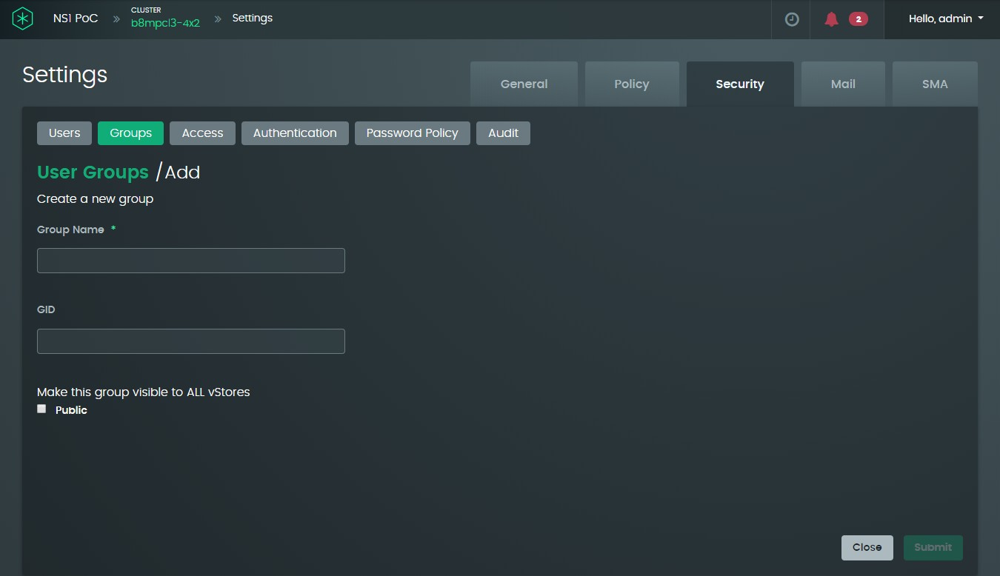 NS1 PoC » CLUSTER b8mpcl3-4x2 » Settings 2 Hello, admin
Settings General Policy Security Mail SMA
Users Groups Access Authentication Password Policy Audit
User Groups /Add
Create a new group
Group Name *
GID
Make this group visible to ALL vStores
Public
Close Submit